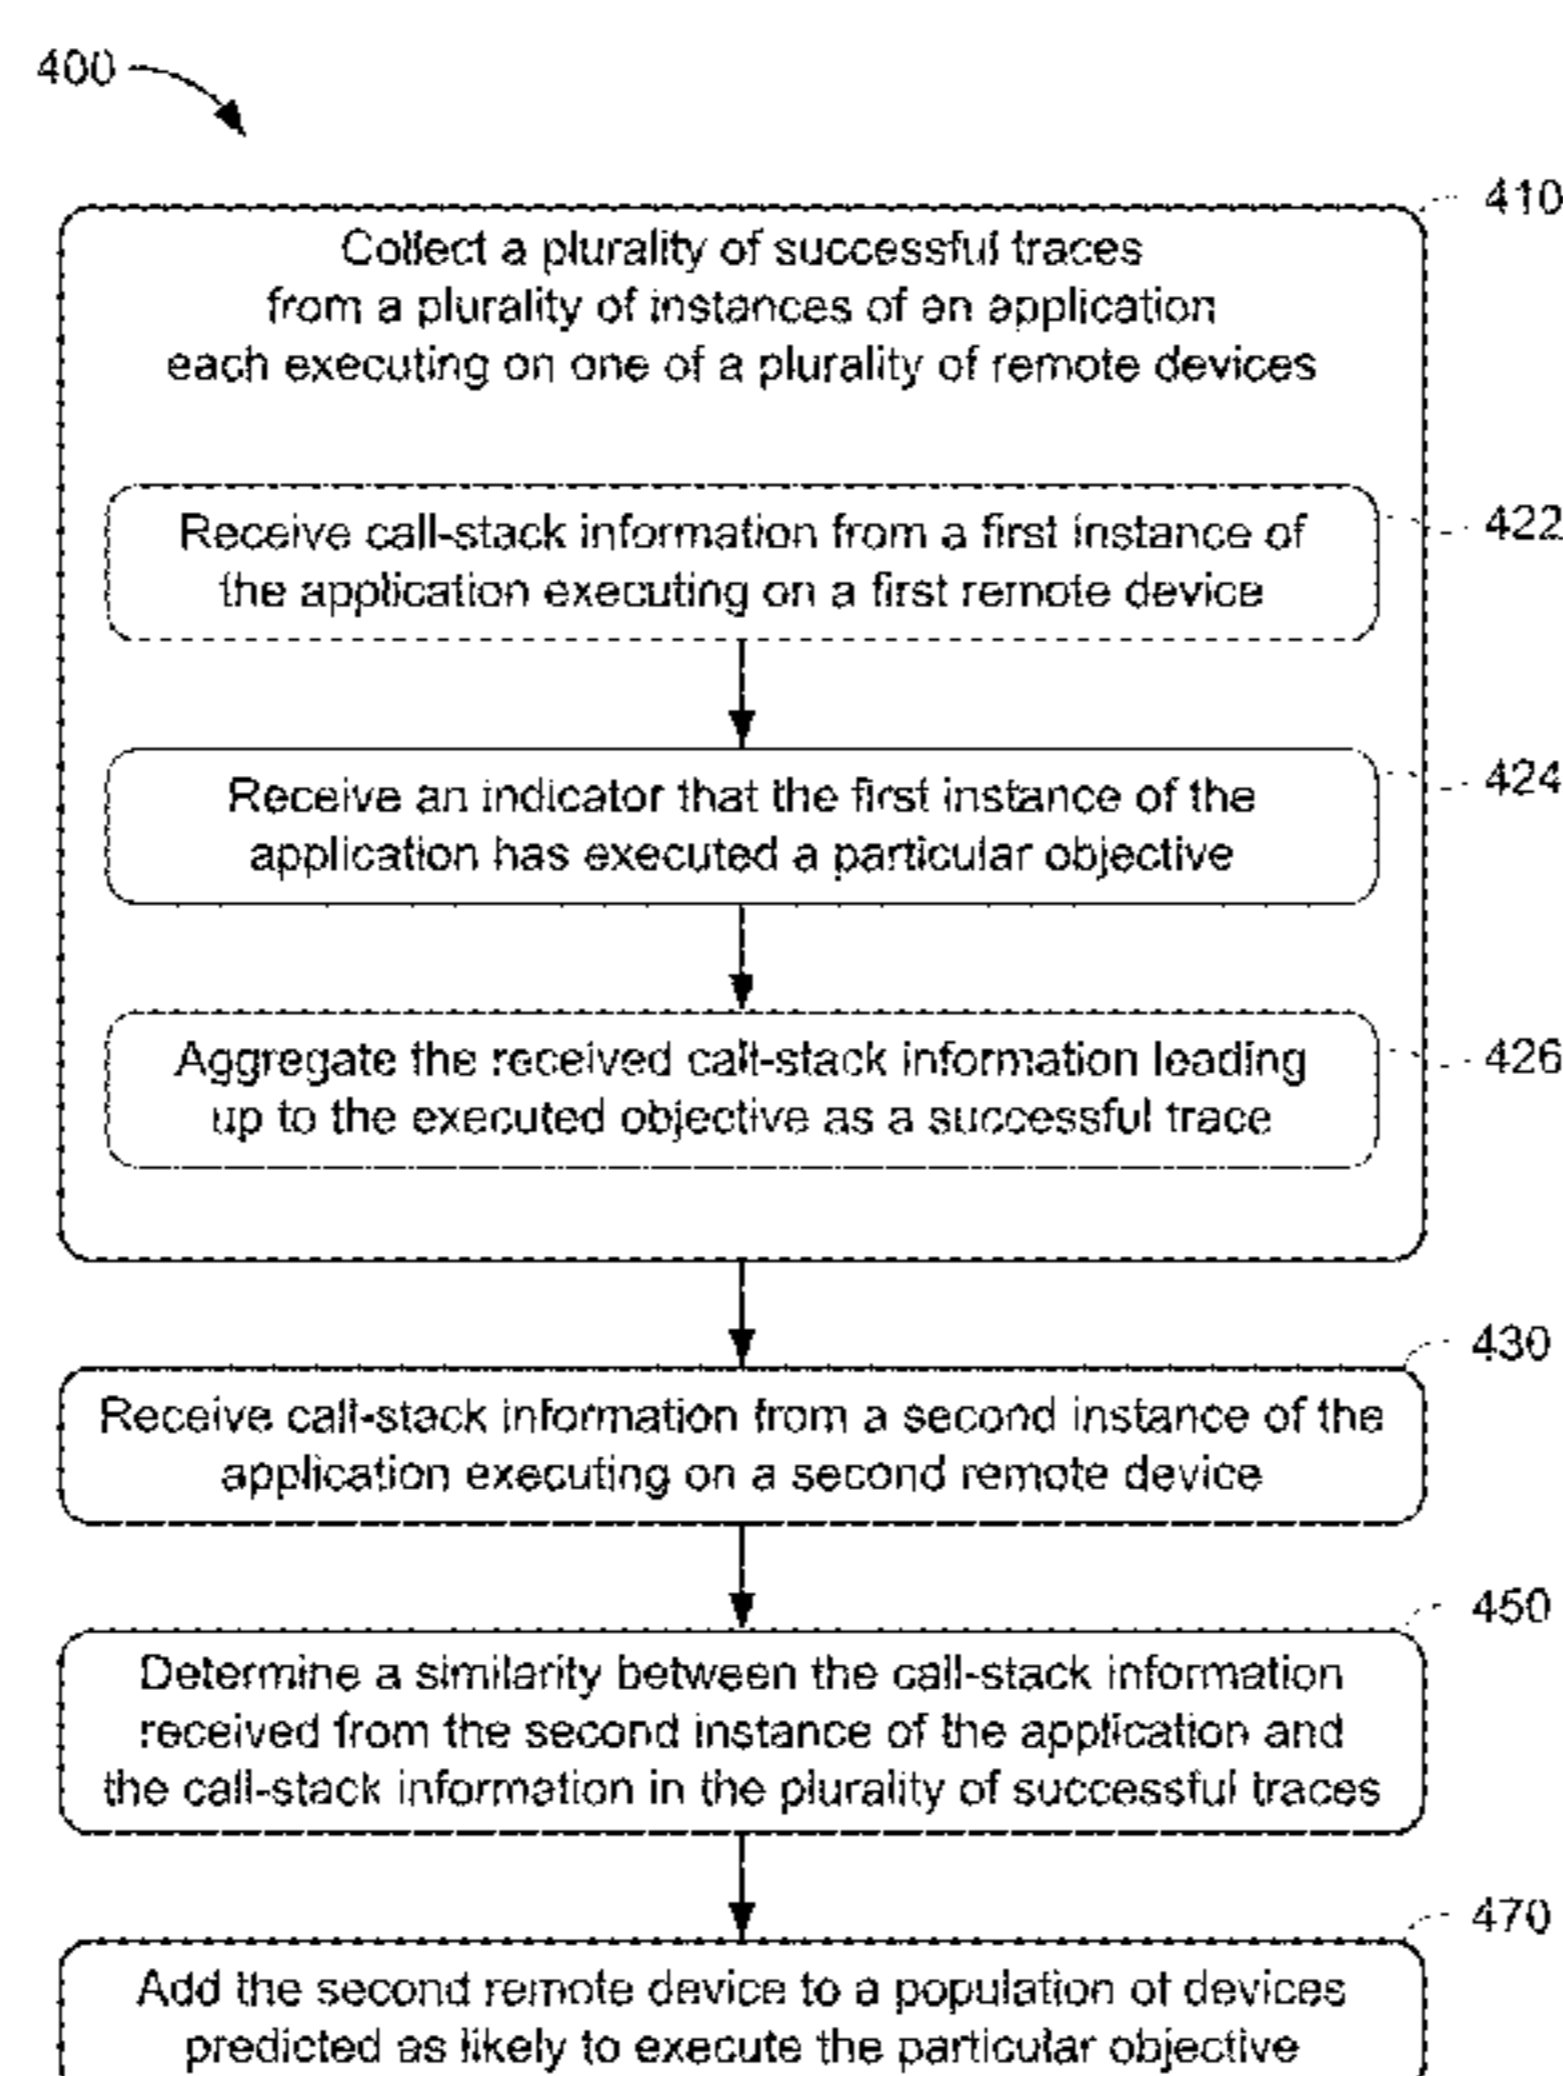 400
410
Collect a plurality of successful traces
from a plurality of instances of an application
each executing on one of a plurality of remote devices
422
Receive call-stack information from a first instance of
the application executing on a first remote device
424
Receive an indicator that the first instance of the
application has executed a particular objective
426
Aggregate the received call-stack information leading
up to the executed objective as a successful trace
430
Receive call-stack information from a second instance of the
application executing on a second remote device
450
Determine a similarity between the call-stack information
received from the second instance of the application and
the call-stack information in the plurality of successful traces
470
Add the second remote device to a population of devices
predicted as likely to execute the particular objective